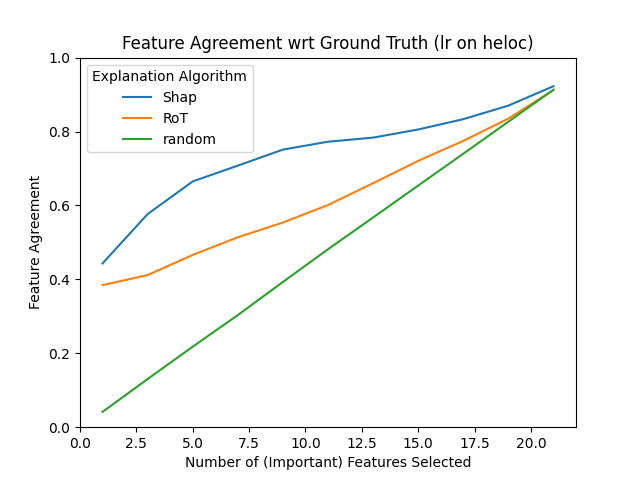 Feature Agreement wrt Ground Truth (lr on heloc)
Explanation Algorithm
Shap
RoT
random
Feature Agreement
1.0
0.8
0.6
0.4
0.2
0.0
0.0 2.5 5.0 7.5 10.0 12.5 15.0 17.5 20.0
Number of (Important) Features Selected